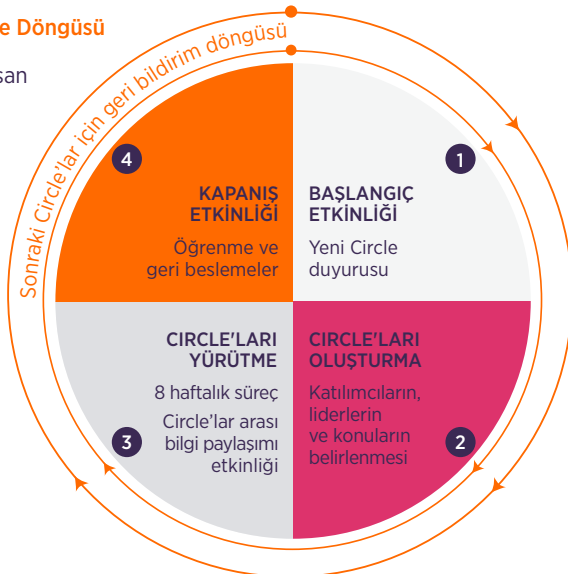 e Döngüsü
san
Sonraki Circle'lar için geri bildirim döngüsü
1
BAŞLANGIÇ
ETKİNLİĞİ
Yeni Circle
duyurusu
2
CIRCLE'LARI
OLUŞTURMA
Katılımcıların,
liderlerin
ve konuların
belirlenmesi
3
CIRCLE'LARI
YÜRÜTME
8 haftalık süreç
Circle'lar arası
bilgi paylaşımı
etkinliği
4
KAPANIŞ
ETKİNLİĞİ
Öğrenme ve
geri beslemeler